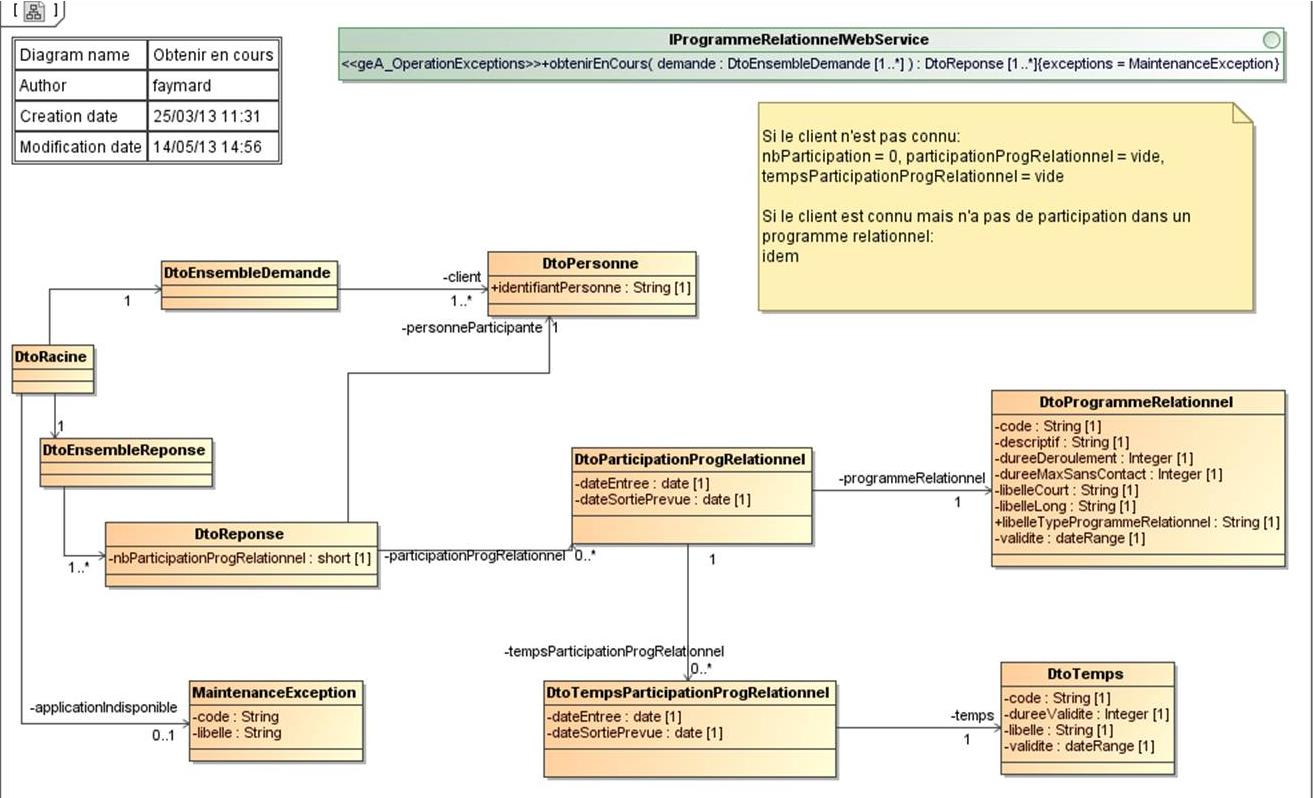 [ ]
Diagram name Obtenir en cours
Author faymard
Creation date 25/03/13 11:31
Modification date 14/05/13 14:56
IProgrammeRelationnelWebService
<<geA_OperationExceptions>>+obtenirEnCours( demande : DtoEnsembleDemande [1..*] ) : DtoReponse [1..*]{exceptions = MaintenanceException}
Si le client n'est pas connu:
nbParticipation = 0, participationProgRelationnel = vide,
tempsParticipationProgRelationnel = vide
Si le client est connu mais n'a pas de participation dans un
programme relationnel:
idem
DtoEnsembleDemande
1
-client
1..*
DtoPersonne
+identifiantPersonne : String [1]
-personneParticipante 1
DtoRacine
1
DtoEnsembleReponse
1..*
DtoReponse
-nbParticipationProgRelationnel : short [1]
-participationProgRelationnel 0..*
DtoParticipationProgRelationnel
-dateEntree : date [1]
-dateSortiePrevue : date [1]
-programmeRelationnel
1
DtoProgrammeRelationnel
-code : String [1]
-descriptif : String [1]
-dureeDeroulement : Integer [1]
-dureeMaxSansContact : Integer [1]
-libelleCourt : String [1]
-libelleLong : String [1]
+libelleTypeProgrammeRelationnel : String [1]
-validite : dateRange [1]
1
-tempsParticipationProgRelationnel
0..*
-applicationIndisponible
0..1
MaintenanceException
-code : String
-libelle : String
DtoTempsParticipationProgRelationnel
-dateEntree : date [1]
-dateSortiePrevue : date [1]
-temps
1
DtoTemps
-code : String [1]
-dureeValidite : Integer [1]
-libelle : String [1]
-validite : dateRange [1]